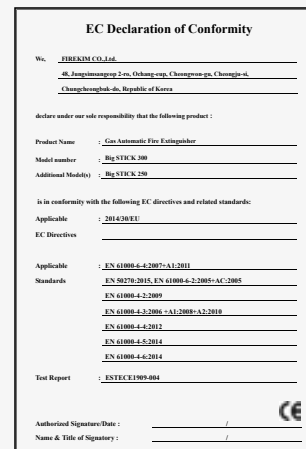 EC Declaration of Conformity
We, FIREKIM CO.,Ltd.
48, Jungsimsangeop 2-ro, Ochang-eup, Cheongwon-gu, Cheongju-si,
Chungcheongbuk-do, Republic of Korea
declare under our sole responsibility that the following product :
Product Name : Gas Automatic Fire Extinguisher
Model number : Big STICK 300
Additional Model(s) : Big STICK 250
is in conformity with the following EC directives and related standards:
Applicable : 2014/30/EU
EC Directives
Applicable : EN 61000-6-4:2007+A1:2011
Standards EN 50270:2015, EN 61000-6-2:2005+AC:2005
EN 61000-4-2:2009
EN 61000-4-3:2006 +A1:2008+A2:2010
EN 61000-4-4:2012
EN 61000-4-5:2014
EN 61000-4-6:2014
Test Report : ESTECE1909-004
CE
Authorized Signature/Date : /
Name & Title of Signatory : /